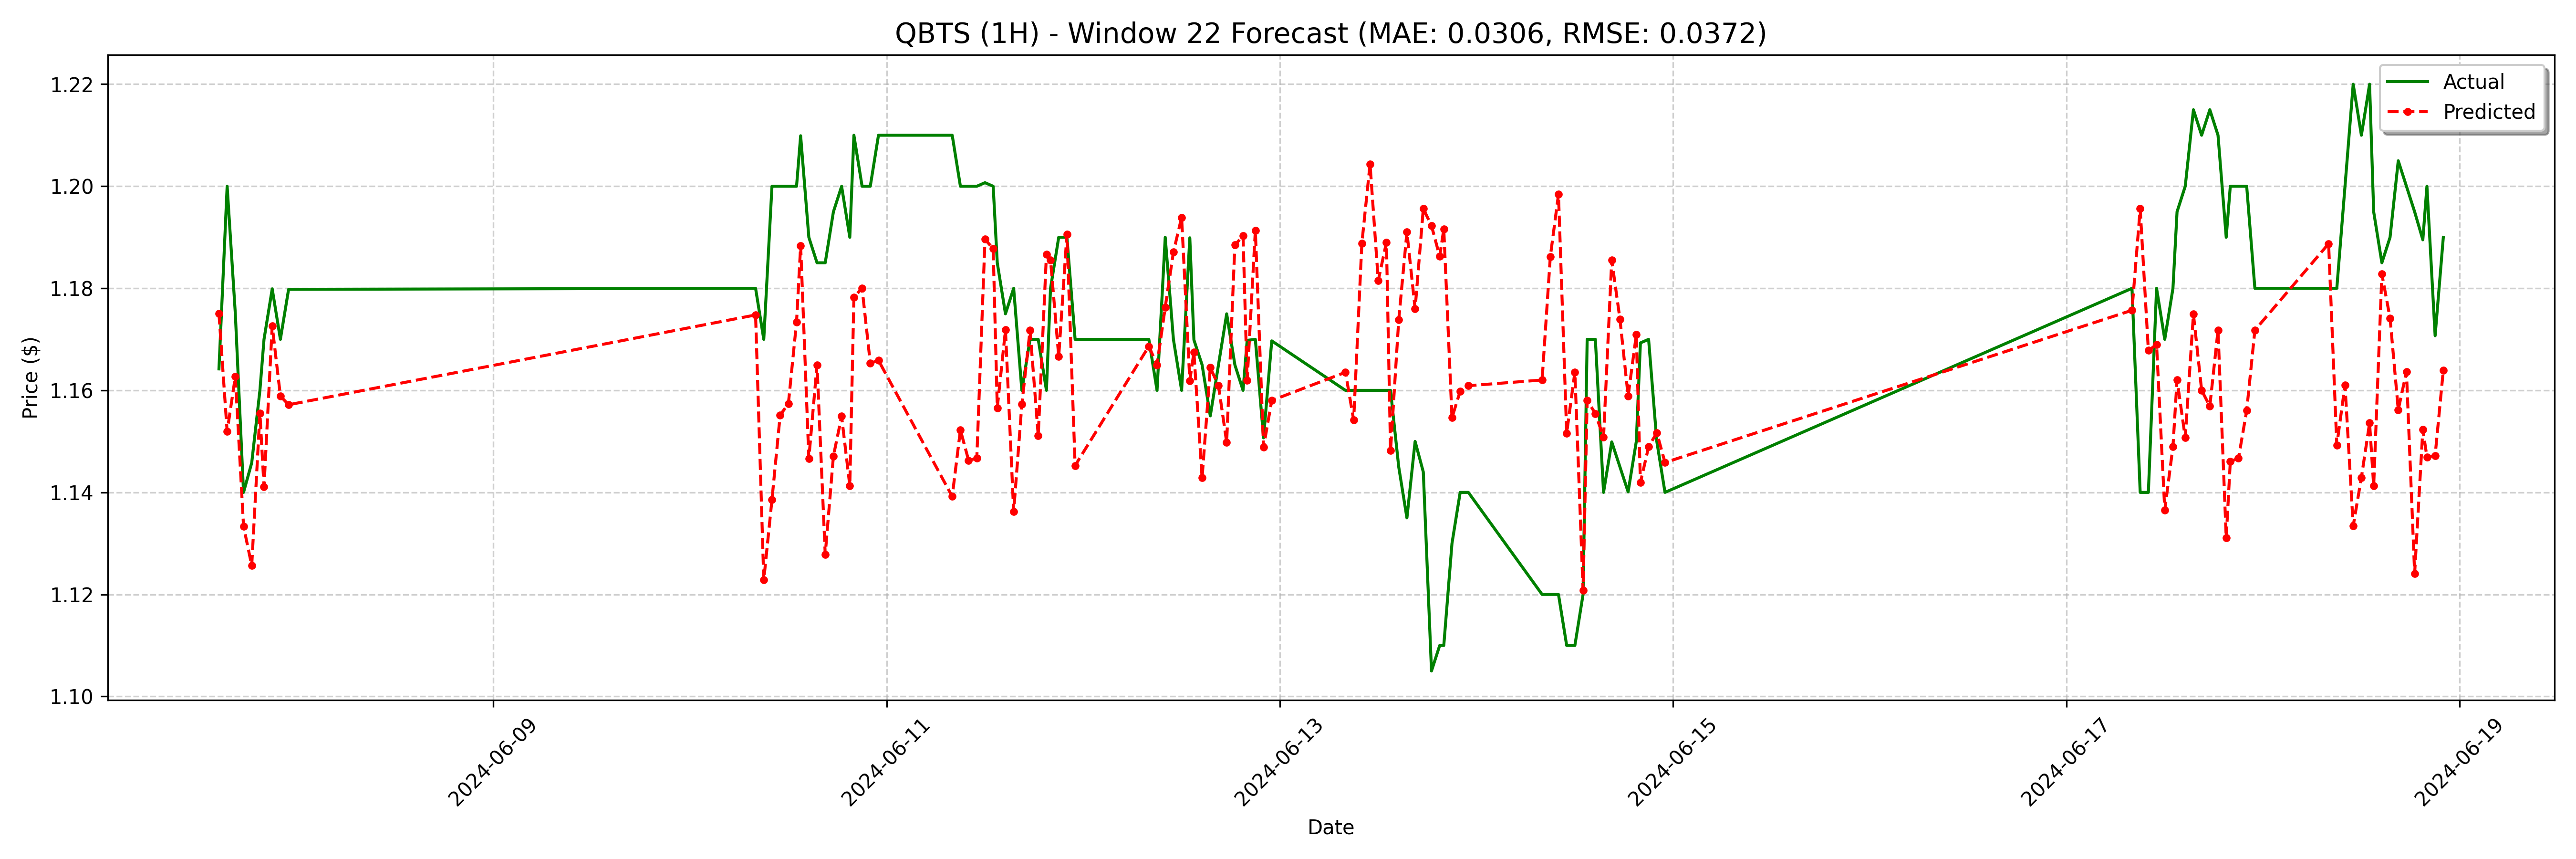 QBTS (1H) - Window 22 Forecast (MAE: 0.0306, RMSE: 0.0372)
Actual
Predicted
Price ($)
1.22
1.20
1.18
1.16
1.14
1.12
1.10
2024-06-09
2024-06-11
2024-06-13
2024-06-15
2024-06-17
2024-06-19
Date